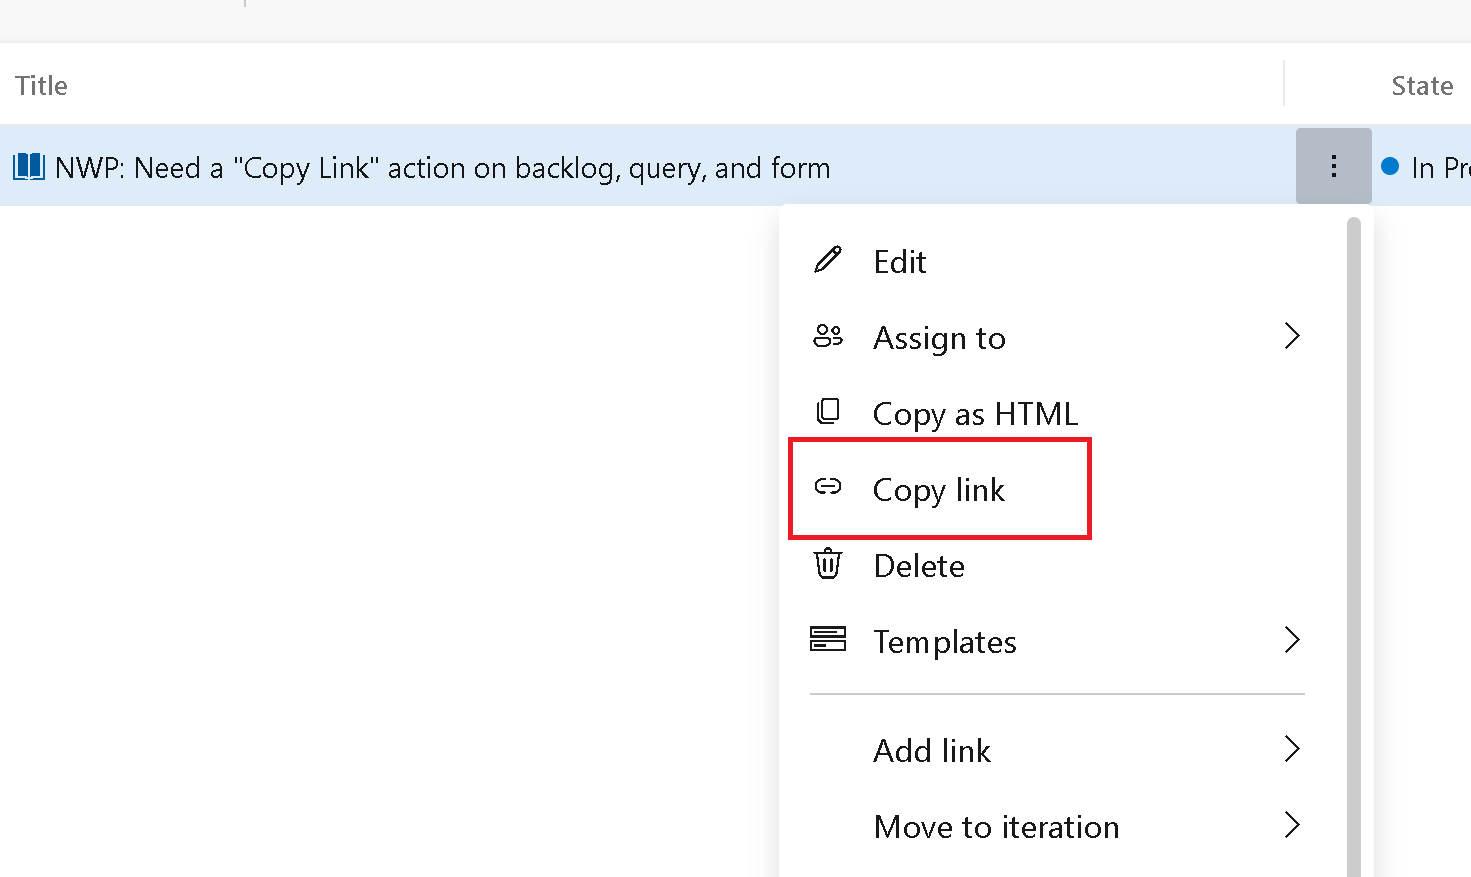 Title
State
NWP: Need a "Copy Link" action on backlog, query, and form
In Pr
Edit
Assign to
Copy as HTML
Copy link
Delete
Templates
Add link
Move to iteration